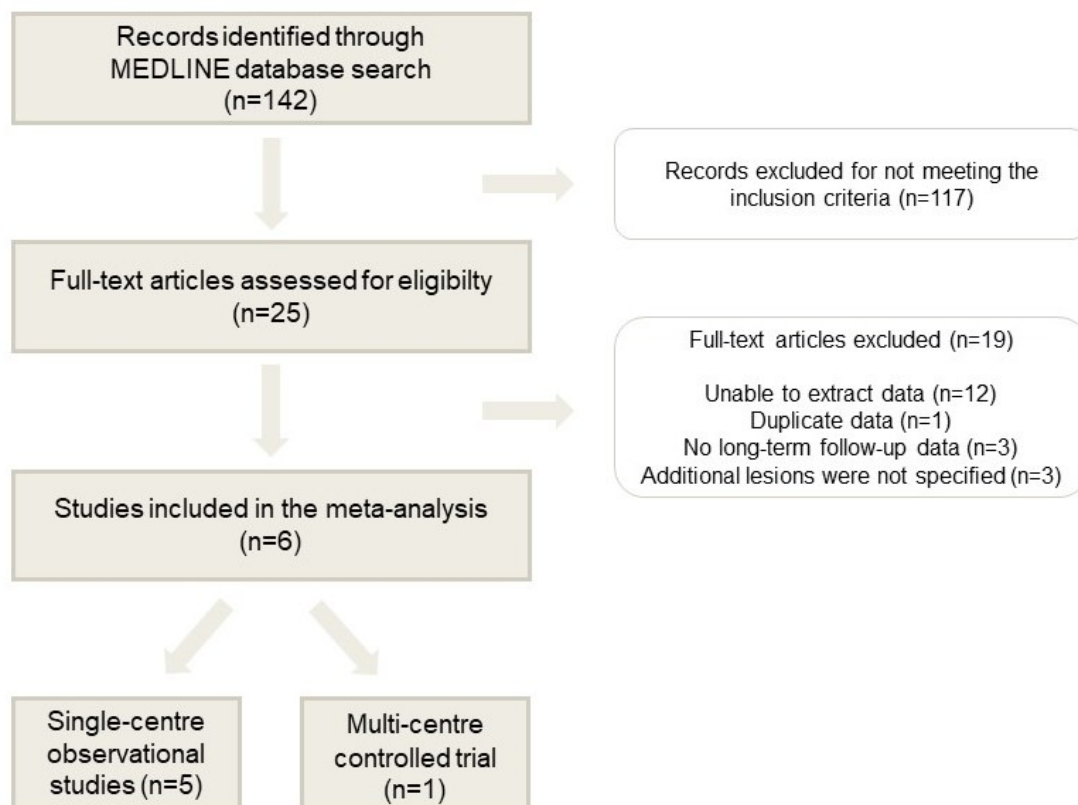 Records identified through
MEDLINE database search
(n=142)
Records excluded for not meeting the
inclusion criteria (n=117)
Full-text articles assessed for eligibilty
(n=25)
Full-text articles excluded (n=19)
Unable to extract data (n=12)
Duplicate data (n=1)
No long-term follow-up data (n=3)
Additional lesions were not specified (n=3)
Studies included in the meta-analysis
(n=6)
Single-centre
observational
studies (n=5)
Multi-centre
controlled trial
(n=1)